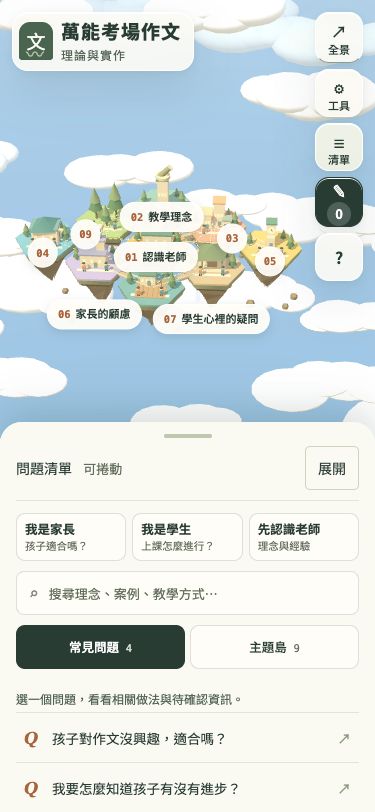 文
萬能考場作文
理論與實作
↗
全景
⚙
工具
☰
清單
✎
0
?
02 教學理念
09
03
04
01 認識老師
05
06 家長的顧慮
07 學生心裡的疑問
問題清單 可捲動
展開
我是家長
孩子適合嗎？
我是學生
上課怎麼進行？
先認識老師
理念與經驗
⌕ 搜尋理念、案例、教學方式…
常見問題 4
主題島 9
選一個問題，看看相關做法與待確認資訊。
Q 孩子對作文沒興趣，適合嗎？ ↗
Q 我要怎麼知道孩子有沒有進步？ ↗